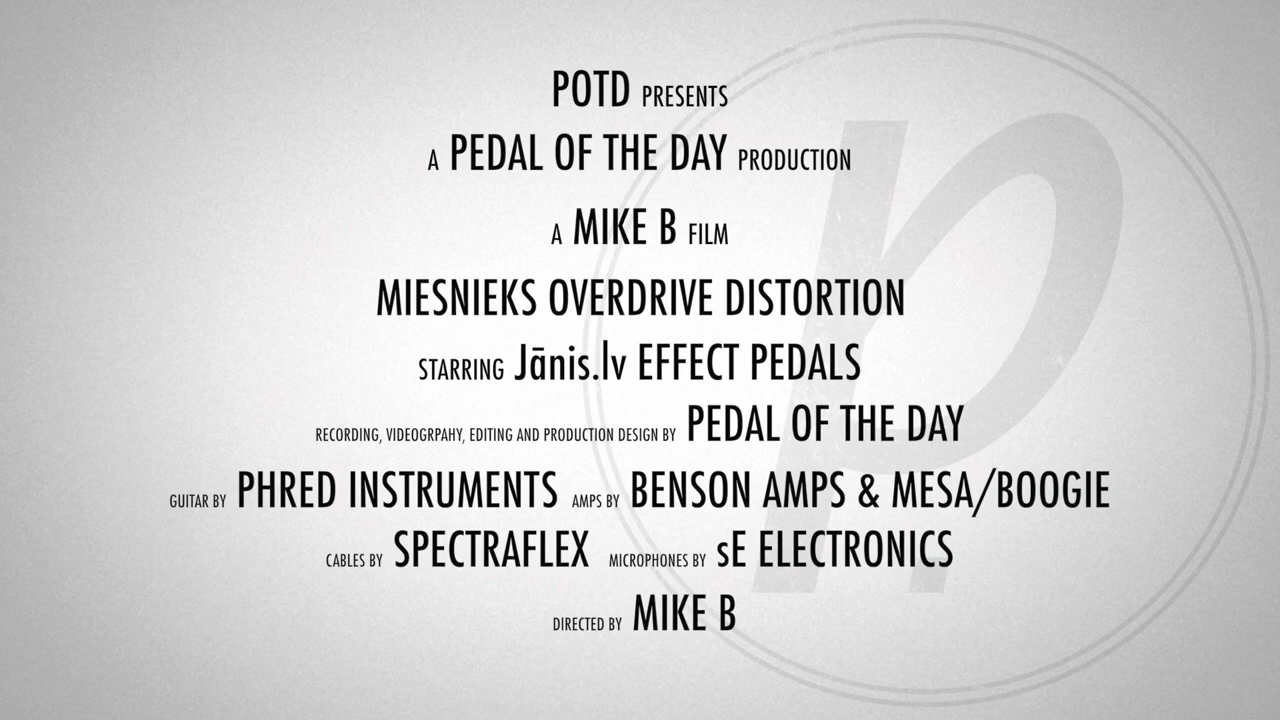 POTD PRESENTS
A PEDAL OF THE DAY PRODUCTION
A MIKE B FILM
MIESNIEKS OVERDRIVE DISTORTION
STARRING Jānis.lv EFFECT PEDALS
RECORDING, VIDEOGRPAHY, EDITING AND PRODUCTION DESIGN BY PEDAL OF THE DAY
GUITAR BY PHRED INSTRUMENTS AMPS BY BENSON AMPS & MESA/BOOGIE
CABLES BY SPECTRAFLEX MICROPHONES BY sE ELECTRONICS
DIRECTED BY MIKE B